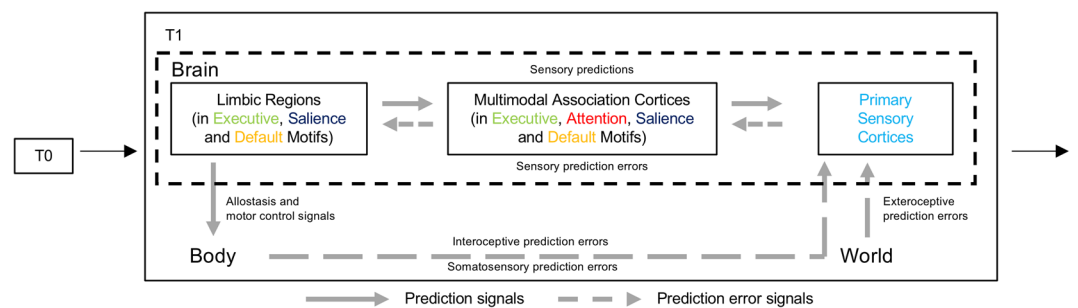 T1
Brain
Sensory predictions
Limbic Regions
(in Executive, Salience
and Default Motifs)
Multimodal Association Cortices
(in Executive, Attention, Salience
and Default Motifs)
Primary
Sensory
Cortices
T0
Sensory prediction errors
Allostasis and
motor control signals
Exteroceptive
prediction errors
Body
Interoceptive prediction errors
Somatosensory prediction errors
World
Prediction signals
Prediction error signals